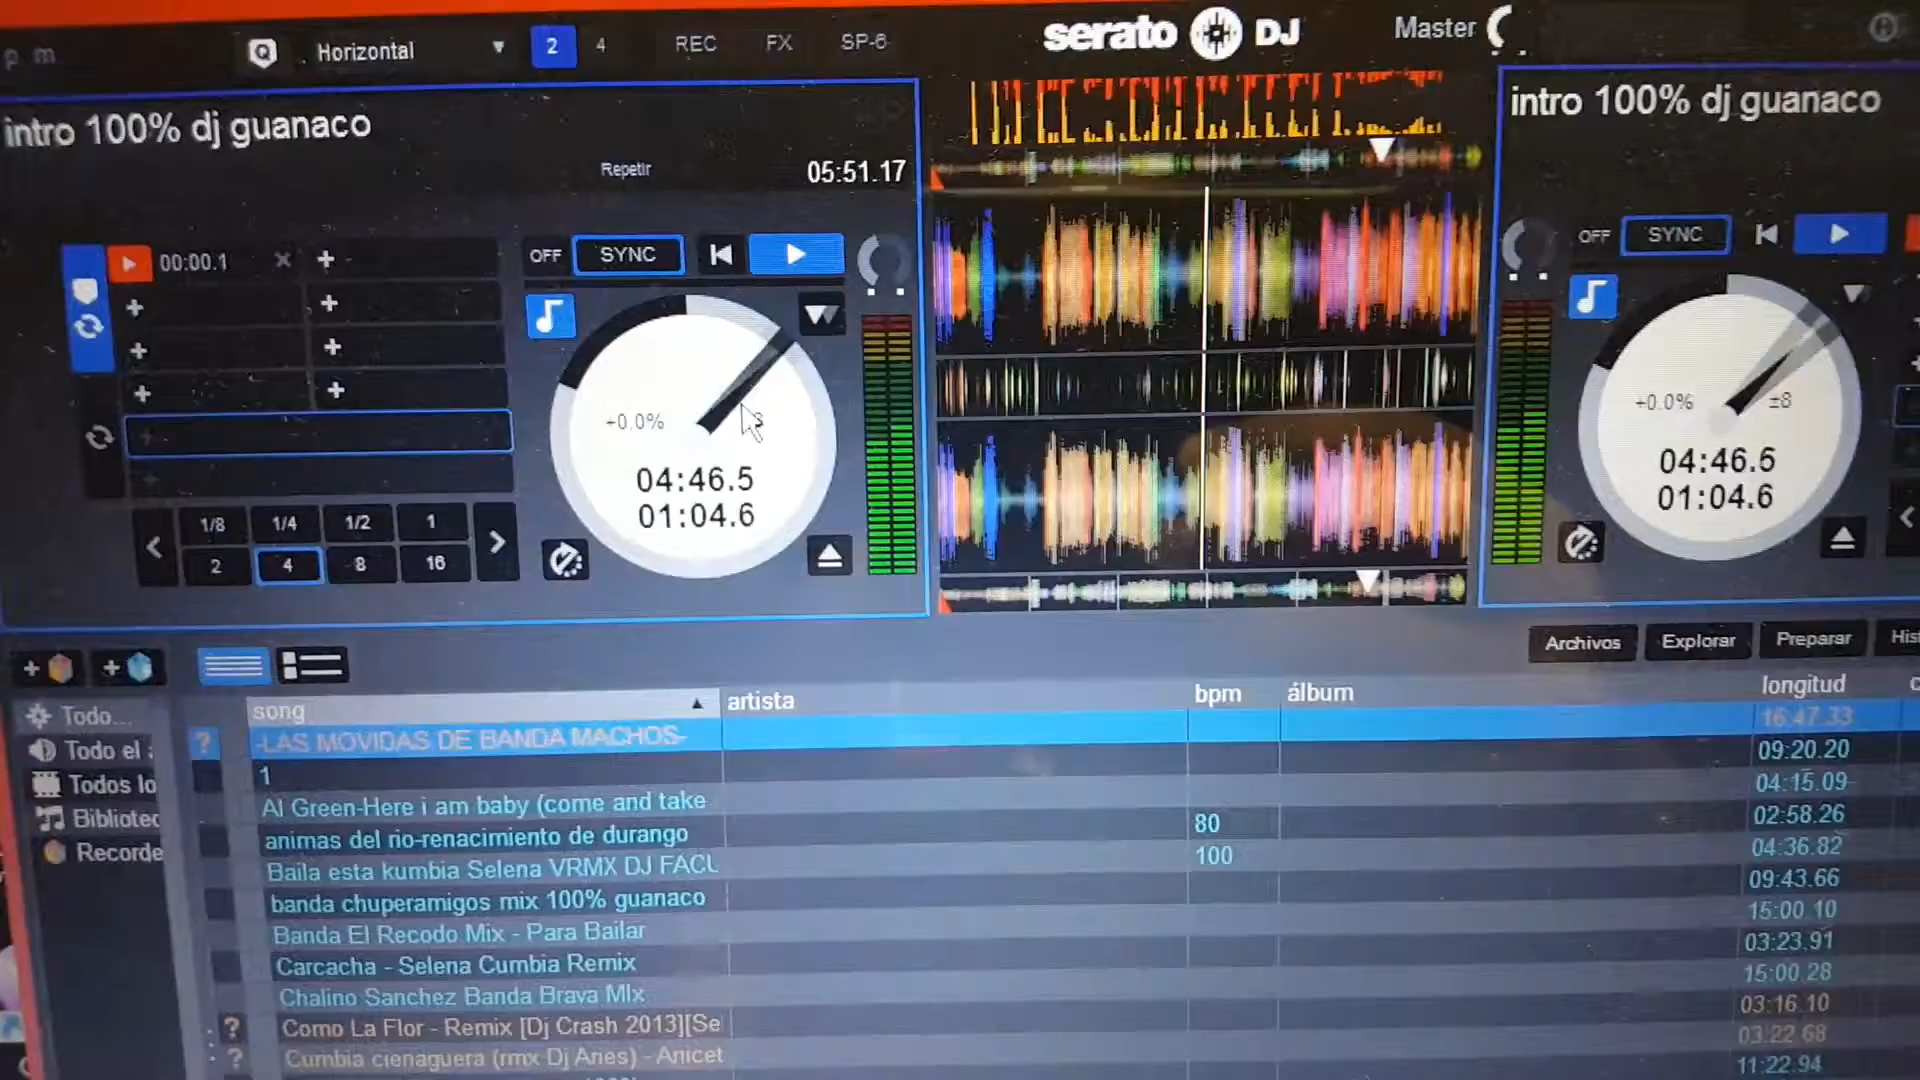 p m
Horizontal
2
4
REC
FX
SP-6
serato DJ
Master
intro 100% dj guanaco
Repetir
05:51.17
00:00.1
OFF
SYNC
+0.0%
04:46.5
01:04.6
1/8
1/4
1/2
1
2
4
8
16
intro 100% dj guanaco
OFF
SYNC
+0.0%
±8
04:46.5
01:04.6
Archivos
Explorar
Preparar
Hist
Todo...
Todo el
Todos lo
Bibliotec
Recorde
song
artista
bpm
álbum
longitud
-LAS MOVIDAS DE BANDA MACHOS-
16:47.33
1
09:20.20
Al Green-Here i am baby (come and take
04:15.09
animas del rio-renacimiento de durango
80
02:58.26
Baila esta kumbia Selena VRMX DJ FACU
100
04:36.82
banda chuperamigos mix 100% guanaco
09:43.66
Banda El Recodo Mix - Para Bailar
15:00.10
Carcacha - Selena Cumbia Remix
03:23.91
Chalino Sanchez Banda Brava MIx
15:00.28
Como La Flor - Remix [Dj Crash 2013][Se
03:16.10
Cumbia cienaguera (rmx Dj Aries) - Anicet
03:22.68
11:22.94